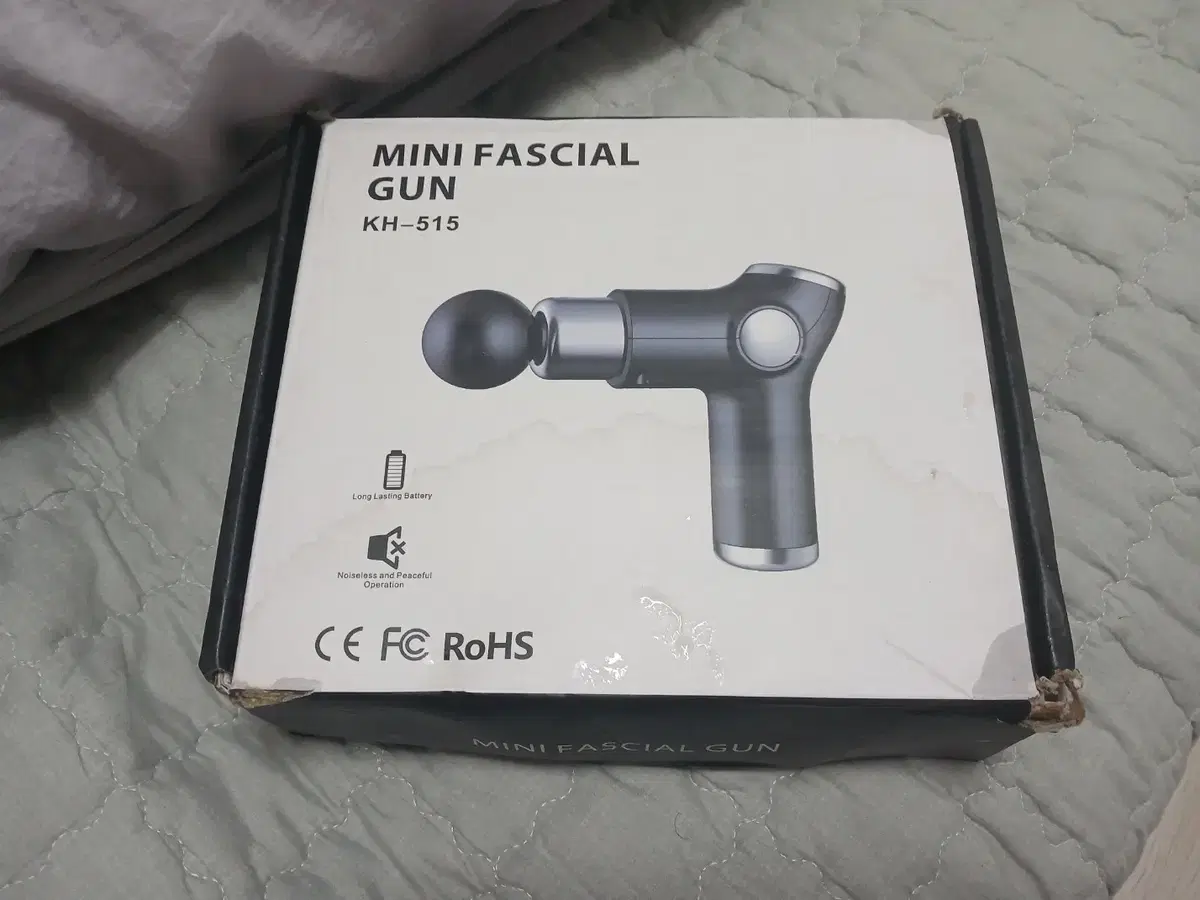 MINI FASCIAL
GUN
KH-515
Long Lasting Battery
Noiseless and Peaceful
Operation
CE FC RoHS
MINI FASCIAL GUN